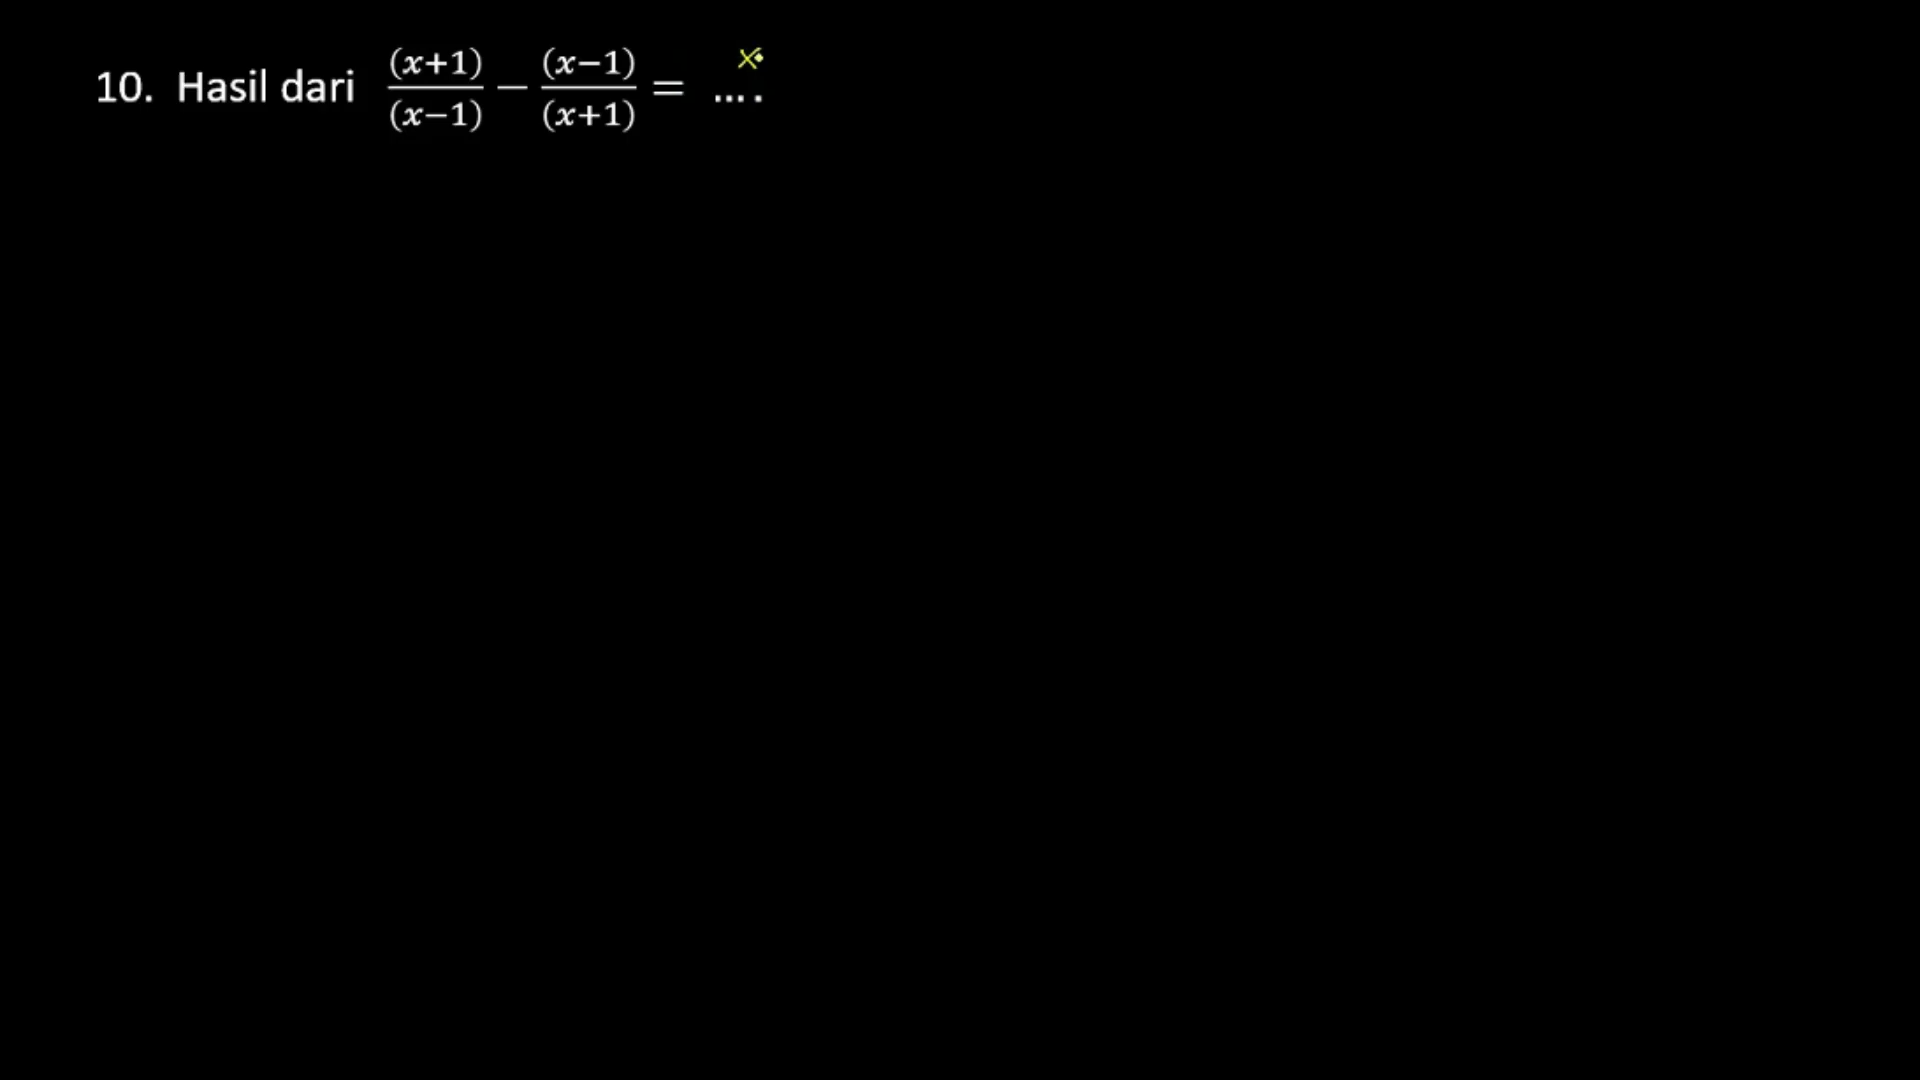 10. Hasil dari (x+1)/(x−1) − (x−1)/(x+1) = ... .
x